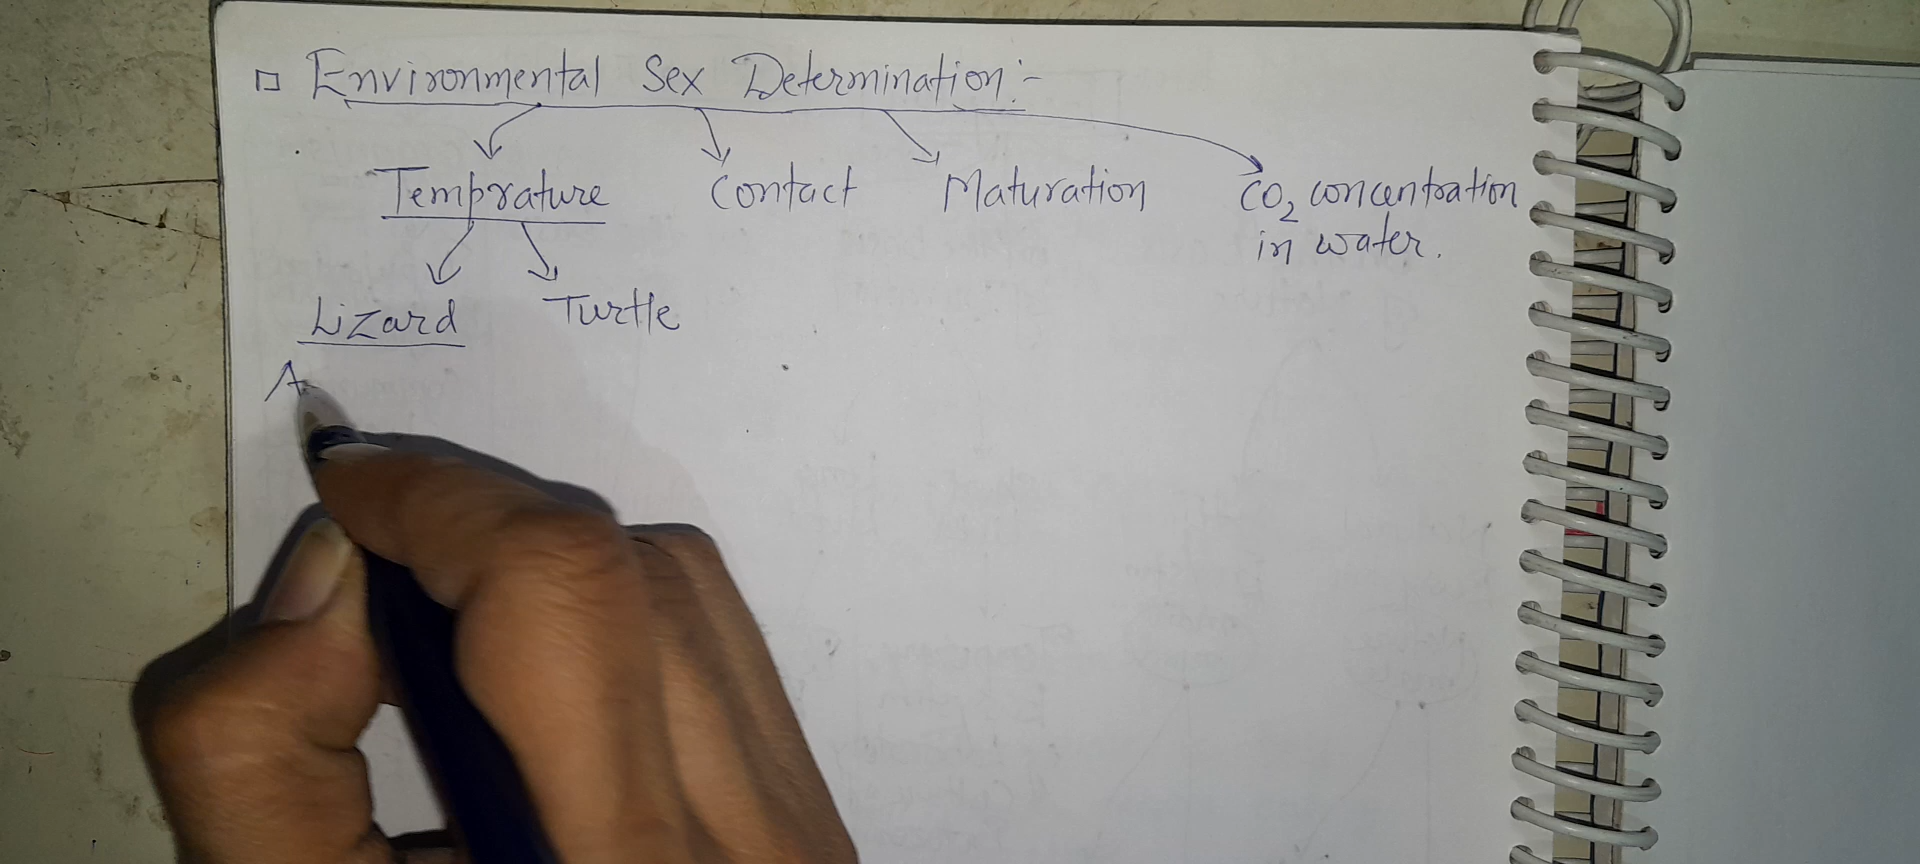 Environmental Sex Determination:-
Temprature Contact Maturation CO₂ concentration
in water.
Lizard Turtle
A